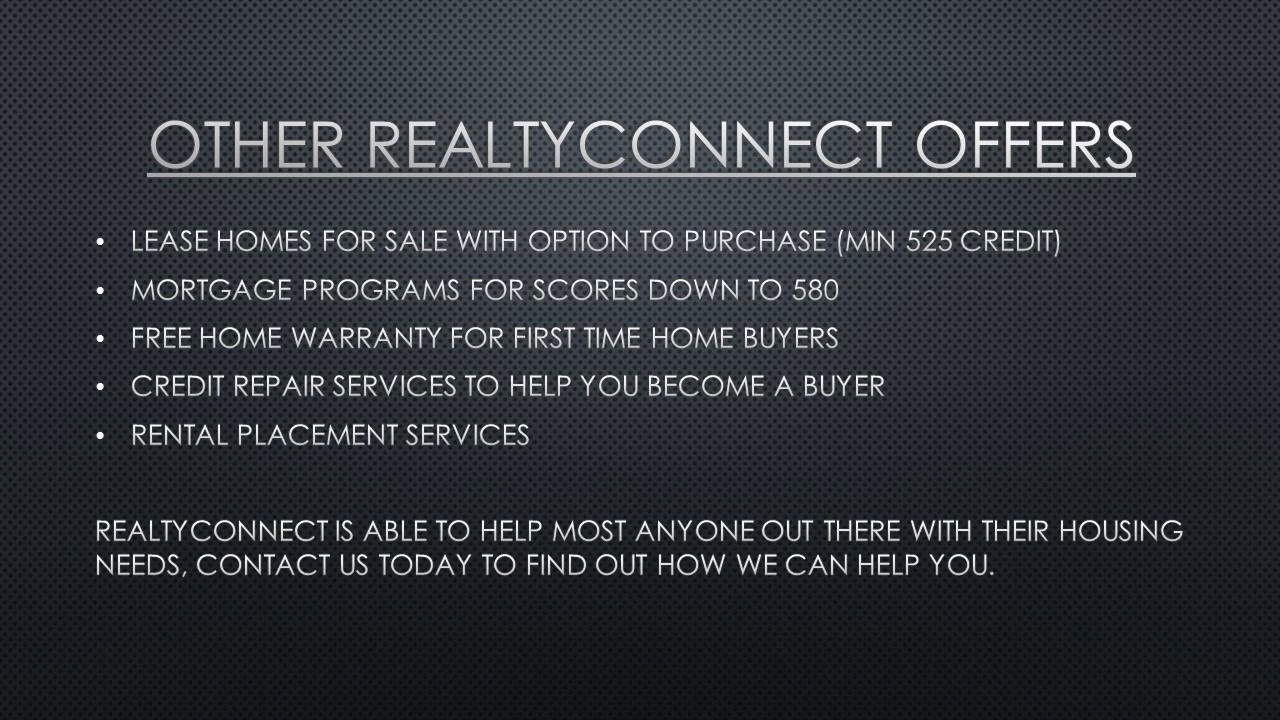 OTHER REALTYCONNECT OFFERS
• LEASE HOMES FOR SALE WITH OPTION TO PURCHASE (MIN 525 CREDIT)
• MORTGAGE PROGRAMS FOR SCORES DOWN TO 580
• FREE HOME WARRANTY FOR FIRST TIME HOME BUYERS
• CREDIT REPAIR SERVICES TO HELP YOU BECOME A BUYER
• RENTAL PLACEMENT SERVICES
REALTYCONNECT IS ABLE TO HELP MOST ANYONE OUT THERE WITH THEIR HOUSING
NEEDS, CONTACT US TODAY TO FIND OUT HOW WE CAN HELP YOU.